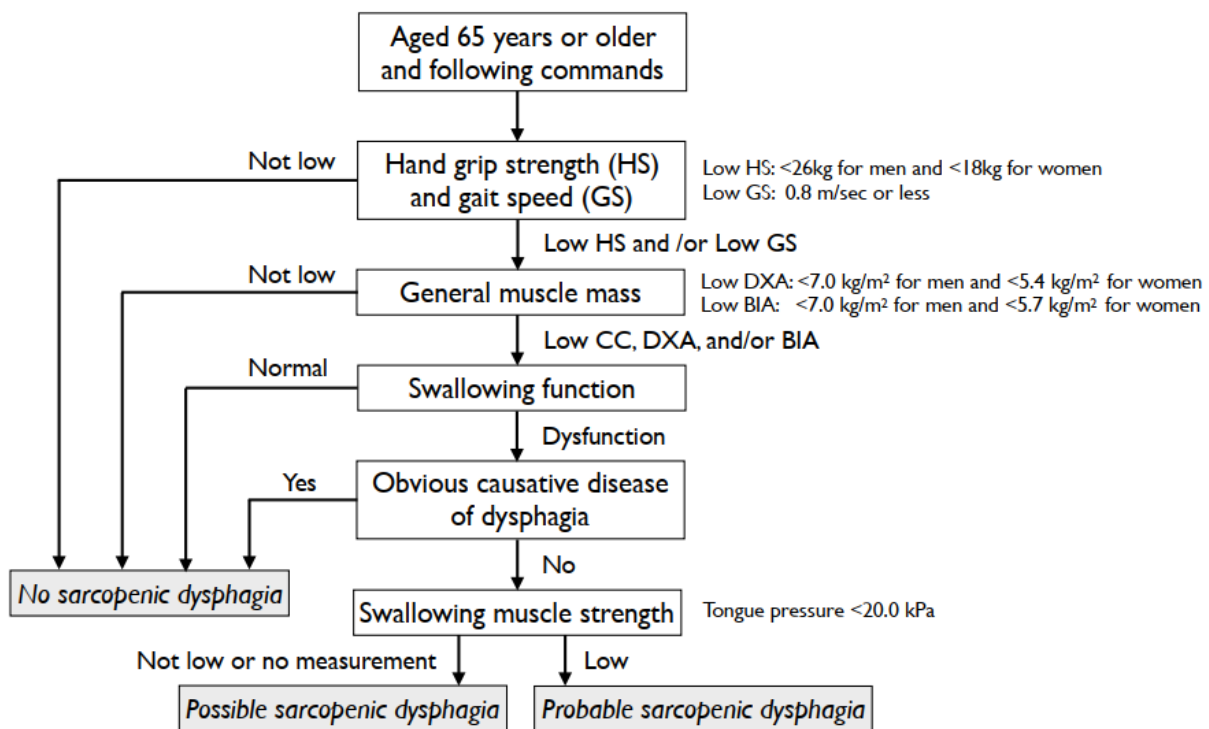 Aged 65 years or older
and following commands
Not low
Hand grip strength (HS)
and gait speed (GS)
Low HS: <26kg for men and <18kg for women
Low GS: 0.8 m/sec or less
Low HS and /or Low GS
Not low
General muscle mass
Low DXA: <7.0 kg/m² for men and <5.4 kg/m² for women
Low BIA: <7.0 kg/m² for men and <5.7 kg/m² for women
Low CC, DXA, and/or BIA
Normal
Swallowing function
Dysfunction
Yes
Obvious causative disease
of dysphagia
No
No sarcopenic dysphagia
Swallowing muscle strength
Tongue pressure <20.0 kPa
Not low or no measurement
Low
Possible sarcopenic dysphagia
Probable sarcopenic dysphagia